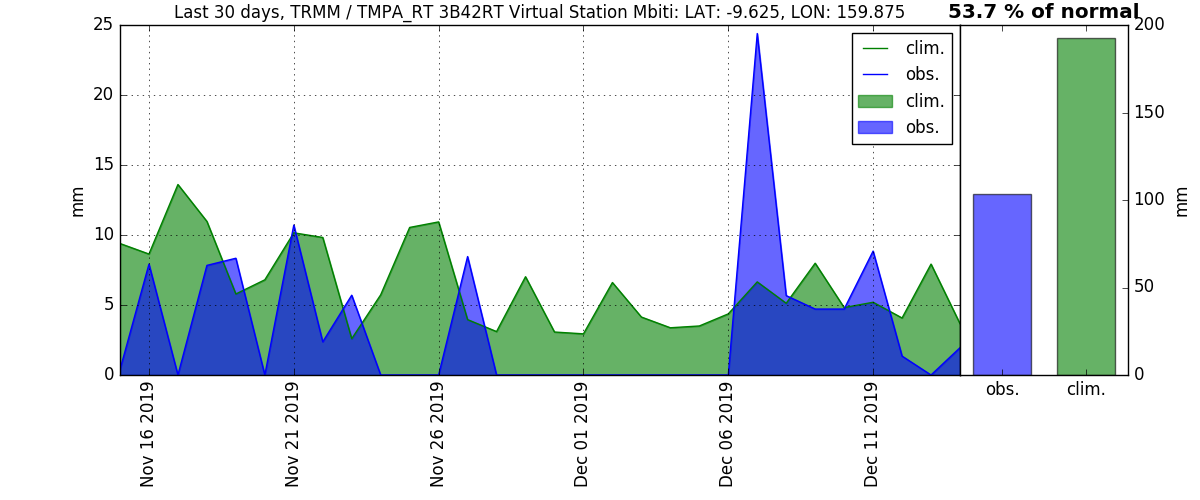 Last 30 days, TRMM / TMPA_RT 3B42RT Virtual Station Mbiti: LAT: -9.625, LON: 159.875
53.7 % of normal
25
20
15
10
5
0
mm
clim.
obs.
clim.
obs.
200
150
100
50
0
mm
obs.
clim.
Nov 16 2019
Nov 21 2019
Nov 26 2019
Dec 01 2019
Dec 06 2019
Dec 11 2019